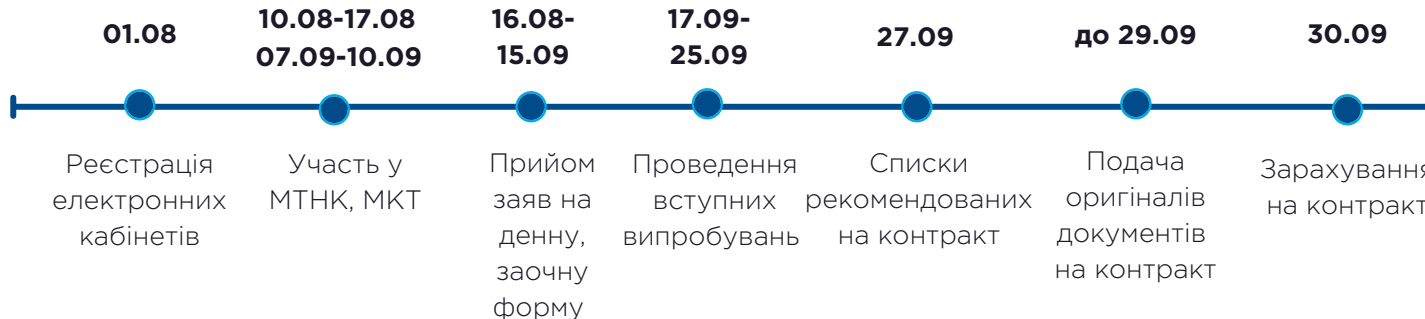 01.08
10.08-17.08
07.09-10.09
16.08-
15.09
17.09-
25.09
27.09
до 29.09
30.09
Реєстрація
електронних
кабінетів
Участь у
МТНК, МКТ
Прийом
заяв на
денну,
заочну
форму
Проведення
вступних
випробувань
Списки
рекомендованих
на контракт
Подача
оригіналів
документів
на контракт
Зарахування
на контракт